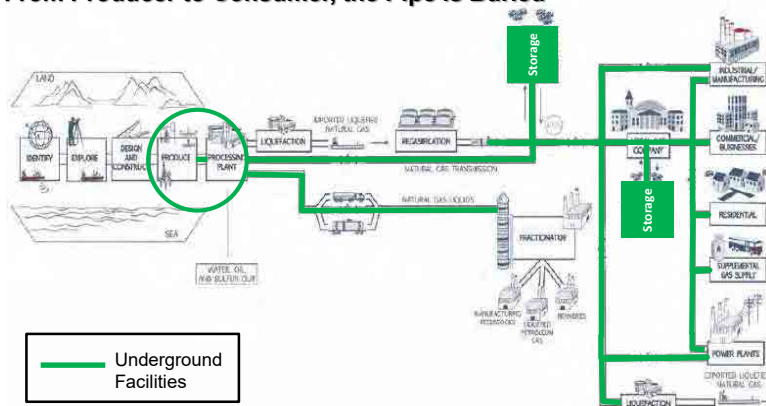 From Producer to Consumer, the Pipe is Buried
LAND
IDENTIFY
EXPLORE
DESIGN
AND
CONSTRUCT
PRODUCE
PROCESSING
PLANT
SEA
WATER, OIL
AND SULFUR OUT
LIQUEFACTION
IMPORTED LIQUEFIED
NATURAL GAS
REGASIFICATION
NATURAL GAS TRANSMISSION
NATURAL GAS LIQUIDS
FRACTIONATOR
MANUFACTURING
FEEDSTOCKS
LIQUEFIED
PETROLEUM
GAS
REFINERIES
Storage
COMPANY
Storage
INDUSTRIAL/
MANUFACTURING
COMMERCIAL/
BUSINESSES
RESIDENTIAL
SUPPLEMENTAL
GAS SUPPLY
POWER PLANTS
EXPORTED LIQUEFIED
NATURAL GAS
LIQUEFACTION
Underground
Facilities